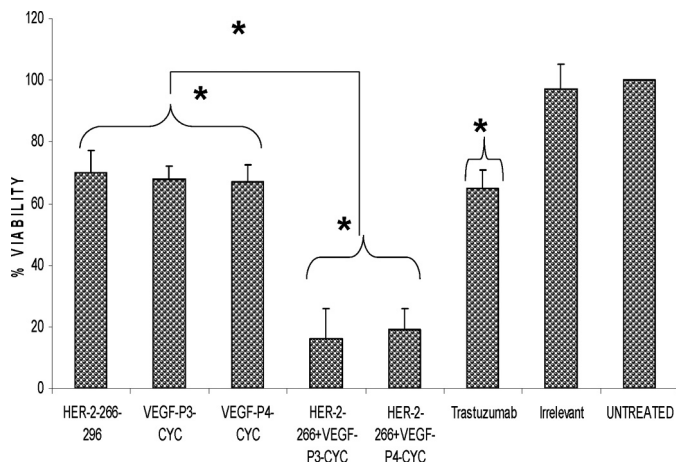 120
*
100
*
80
*
60
*
40
20
0
% VIABILITY
HER-2-266-
296
VEGF-P3-
CYC
VEGF-P4-
CYC
HER-2-
266+VEGF-
P3-CYC
HER-2-
266+VEGF-
P4-CYC
Trastuzumab
Irrelevant
UNTREATED